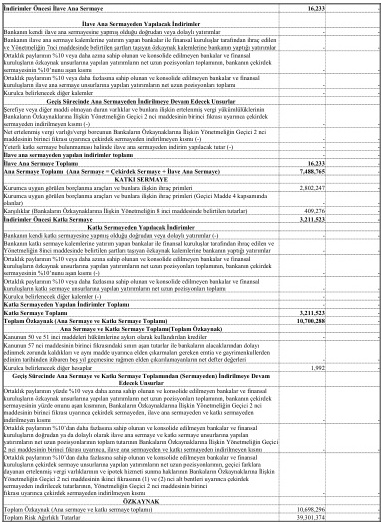 İndirimler Öncesi İlave Ana Sermaye 16,233
İlave Ana Sermayeden Yapılacak İndirimler
Bankanın kendi ilave ana sermayesine yapmış olduğu doğrudan veya dolaylı yatırımlar -
Bankanın ilave ana sermaye kalemlerine yatırım yapan bankalar ile finansal kuruluşlar tarafından ihraç edilen
ve Yönetmeliğin 7nci maddesinde belirtilen şartları taşıyan özkaynak kalemlerine bankanın yaptığı yatırımlar -
Ortaklık paylarının %10 veya daha azına sahip olunan ve konsolide edilmeyen bankalar ve finansal
kuruluşların özkaynak unsurlarına yapılan yatırımların net uzun pozisyonları toplamının, bankanın çekirdek
sermayesinin %10'nunu aşan kısmı -
Ortaklık paylarının %10 veya daha fazlasına sahip olunan ve konsolide edilmeyen bankalar ve finansal
kuruluşların ilave ana sermaye unsurlarına yapılan yatırımların net uzun pozisyonları toplamı -
Kurulca belirlenecek diğer kalemler -
Geçiş Sürecinde Ana Sermayeden İndirilmeye Devam Edecek Unsurlar
Şerefiye veya diğer maddi olmayan duran varlıklar ve bunlara ilişkin ertelenmiş vergi yükümlülüklerinin
Bankaların Özkaynaklarına İlişkin Yönetmeliğin Geçici 2 nci maddesinin birinci fıkrası uyarınca çekirdek
sermayeden indirilmeyen kısmı (-) -
Net ertelenmiş vergi varlığı/vergi borcunun Bankaların Özkaynaklarına İlişkin Yönetmeliğin Geçici 2 nci
maddesinin birinci fıkrası uyarınca çekirdek sermayeden indirilmeyen kısmı (-) -
Yeterli katkı sermaye bulunmaması halinde ilave ana sermayeden indirim yapılacak tutar (-) -
İlave ana sermayeden yapılan indirimler toplamı -
İlave Ana Sermaye Toplamı 16,233
Ana Sermaye Toplamı (Ana Sermaye = Çekirdek Sermaye + İlave Ana Sermaye) 7,488,765
KATKI SERMAYE
Kurumca uygun görülen borçlanma araçları ve bunlara ilişkin ihraç primleri 2,802,247
Kurumca uygun görülen borçlanma araçları ve bunlara ilişkin ihraç primleri (Geçici Madde 4 kapsamında
olanlar) -
Karşılıklar (Bankaların Özkaynaklarına İlişkin Yönetmeliğin 8 inci maddesinde belirtilen tutarlar) 409,276
İndirimler Öncesi Katkı Sermaye 3,211,523
Katkı Sermayeden Yapılacak İndirimler
Bankanın kendi katkı sermayesine yapmış olduğu doğrudan veya dolaylı yatırımlar (-) -
Bankanın katkı sermaye kalemlerine yatırım yapan bankalar ile finansal kuruluşlar tarafından ihraç edilen ve
Yönetmeliğin 8inci maddesinde belirtilen şartları taşıyan özkaynak kalemlerine bankanın yaptığı yatırımlar -
Ortaklık paylarının %10 veya daha azına sahip olunan ve konsolide edilmeyen bankalar ve finansal
kuruluşların özkaynak unsurlarına yapılan yatırımların net uzun pozisyonları toplamının, bankanın çekirdek
sermayesinin %10'nunu aşan kısmı (-) -
Ortaklık paylarının %10 veya daha fazlasına sahip olunan ve konsolide edilmeyen bankalar ve finansal
kuruluşların katkı sermaye unsurlarına yapılan yatırımların net uzun pozisyonları toplamı -
Kurulca belirlenecek diğer kalemler (-) -
Katkı Sermayeden Yapılan İndirimler Toplamı -
Katkı Sermaye Toplamı 3,211,523
Toplam Özkaynak (Ana Sermaye ve Katkı Sermaye Toplamı) 10,700,288
Ana Sermaye ve Katkı Sermaye Toplamı(Toplam Özkaynak)
Kanunun 50 ve 51 inci maddeleri hükümlerine aykırı olarak kullandırılan krediler -
Kanunun 57 nci maddesinin birinci fıkrasındaki sınırı aşan tutarlar ile bankaların alacaklarından dolayı
edinmek zorunda kaldıkları ve aynı madde uyarınca elden çıkarmaları gereken emtia ve gayrimenkullerden
edinim tarihinden itibaren beş yıl geçmesine rağmen elden çıkarılamayanların net defter değerleri -
Kurulca belirlenecek diğer hesaplar 1,992
Geçiş Sürecinde Ana Sermaye ve Katkı Sermaye Toplamından (Sermayeden) İndirilmeye Devam
Edecek Unsurlar
Ortaklık paylarının yüzde %10 veya daha azına sahip olunan ve konsolide edilmeyen bankalar ve finansal
kuruluşların özkaynak unsurlarına yapılan yatırımların net uzun pozisyonları toplamının, bankanın çekirdek
sermayesinin yüzde onunu aşan kısmının, Bankaların Özkaynaklarına İlişkin Yönetmeliğin Geçici 2 nci
maddesinin birinci fıkrası uyarınca çekirdek sermayeden, ilave ana sermayeden ve katkı sermayeden
indirilmeyen kısmı -
Ortaklık paylarının %10'dan daha fazlasına sahip olunan ve konsolide edilmeyen bankalar ve finansal
kuruluşların doğrudan ya da dolaylı olarak ilave ana sermaye ve katkı sermaye unsurlarına yapılan
yatırımların net uzun pozisyonlarının toplam tutarının Bankaların Özkaynaklarına İlişkin Yönetmeliğin Geçici
2 nci maddesinin birinci fıkrası uyarınca, ilave ana sermayeden ve katkı sermayeden indirilmeyen kısmı -
Ortaklık paylarının %10'dan daha fazlasına sahip olunan ve konsolide edilmeyen bankalar ve finansal
kuruluşların çekirdek sermaye unsurlarına yapılan yatırımların net uzun pozisyonlarının, geçici farklara
dayanan ertelenmiş vergi varlıklarının ve ipotek hizmeti sunma haklarının Bankaların Özkaynaklarına İlişkin
Yönetmeliğin Geçici 2 nci maddesinin ikinci fıkrasının (1) ve (2) nci alt bentleri uyarınca çekirdek
sermayeden indirilecek tutarlarının, Yönetmeliğin Geçici 2 nci maddesinin birinci
fıkrası uyarınca çekirdek sermayeden indirilmeyen kısmı -
ÖZKAYNAK
Toplam Özkaynak (Ana sermaye ve katkı sermaye toplamı) 10,698,296
Toplam Risk Ağırlıklı Tutarlar 39,301,374